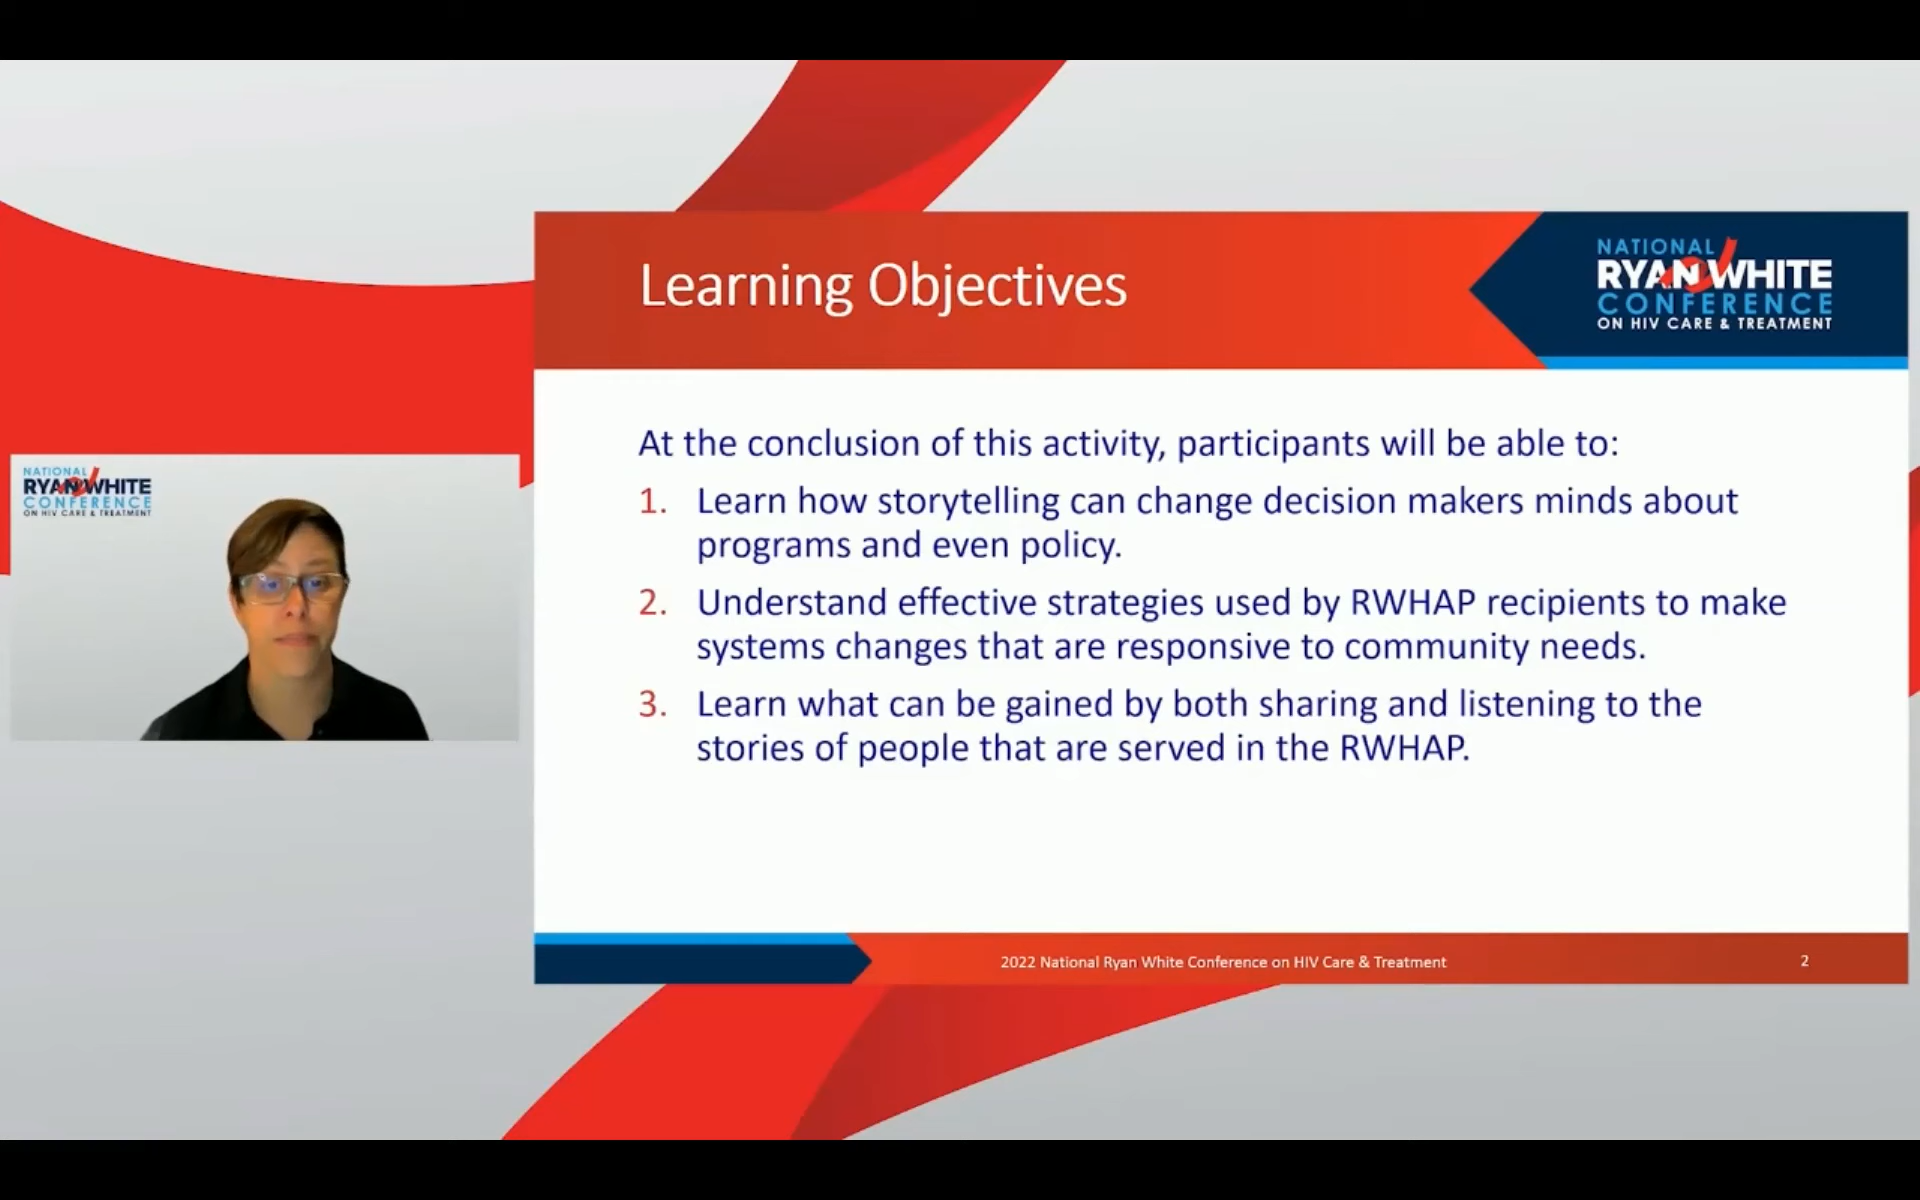 Learning Objectives
NATIONAL
RYAN WHITE
CONFERENCE
ON HIV CARE & TREATMENT
At the conclusion of this activity, participants will be able to:
1. Learn how storytelling can change decision makers minds about
programs and even policy.
2. Understand effective strategies used by RWHAP recipients to make
systems changes that are responsive to community needs.
3. Learn what can be gained by both sharing and listening to the
stories of people that are served in the RWHAP.
NATIONAL
RYAN WHITE
CONFERENCE
ON HIV CARE & TREATMENT
2022 National Ryan White Conference on HIV Care & Treatment
2